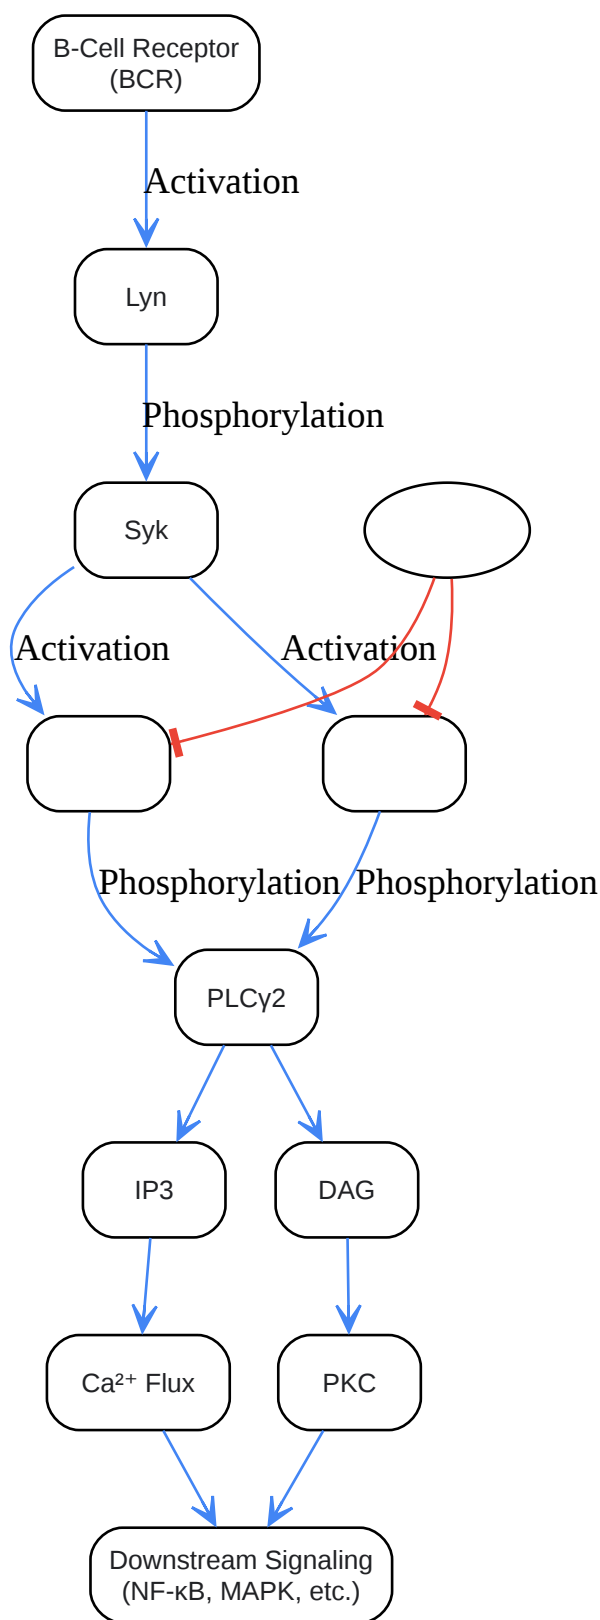 B-Cell Receptor
(BCR)
Activation
Lyn
Phosphorylation
Syk
Activation
Activation
Phosphorylation
Phosphorylation
PLCγ2
IP3
DAG
Ca²⁺ Flux
PKC
Downstream Signaling
(NF-κB, MAPK, etc.)